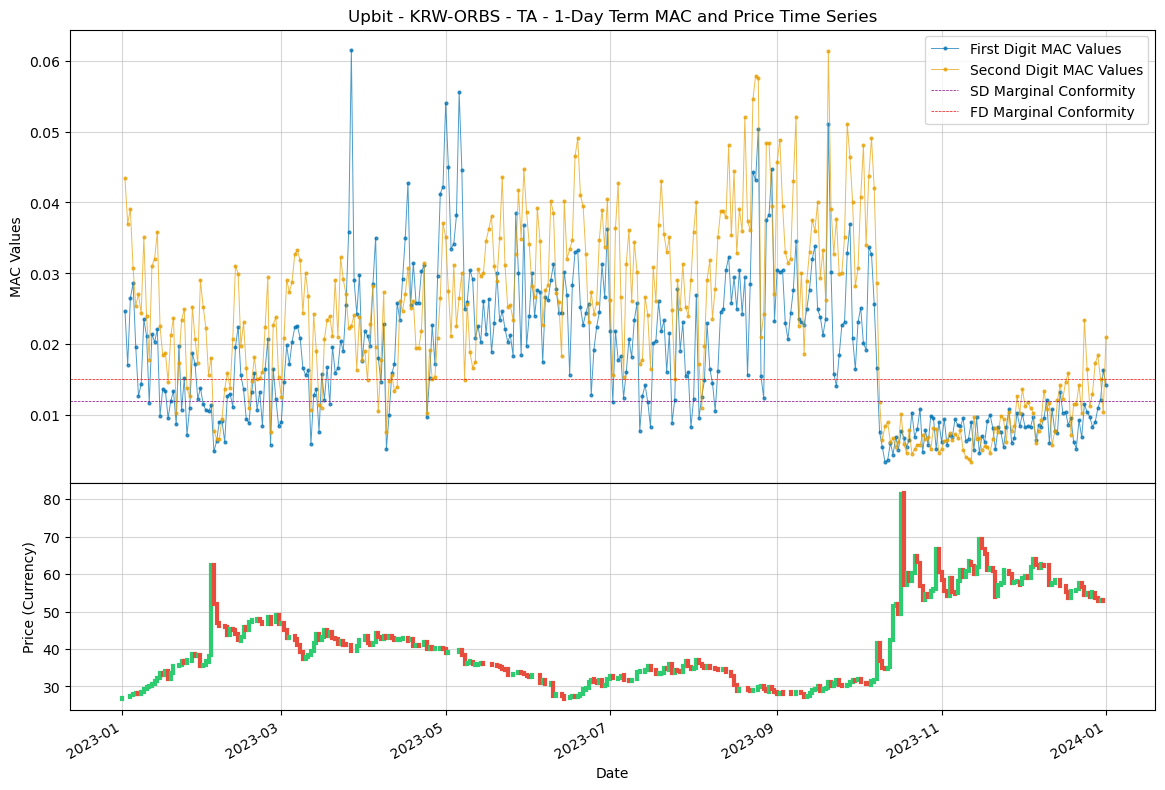 Upbit - KRW-ORBS - TA - 1-Day Term MAC and Price Time Series
First Digit MAC Values
Second Digit MAC Values
SD Marginal Conformity
FD Marginal Conformity
MAC Values
0.06
0.05
0.04
0.03
0.02
0.01
Price (Currency)
80
70
60
50
40
30
2023-01
2023-03
2023-05
2023-07
2023-09
2023-11
2024-01
Date